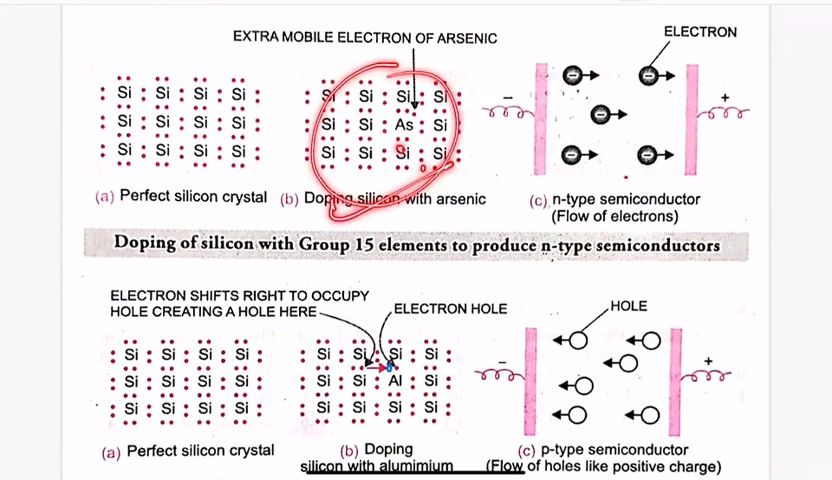 EXTRA MOBILE ELECTRON OF ARSENIC
ELECTRON
Si : Si : Si : Si
Si : Si : Si : Si
Si : Si : Si : Si
Si : Si : Si : Si
Si : Si : As : Si
Si : Si : Si : Si
− +
(a) Perfect silicon crystal
(b) Doping silicon with arsenic
(c) n-type semiconductor
(Flow of electrons)
Doping of silicon with Group 15 elements to produce n-type semiconductors
ELECTRON SHIFTS RIGHT TO OCCUPY
HOLE CREATING A HOLE HERE
ELECTRON HOLE
HOLE
Si : Si : Si : Si
Si : Si : Si : Si
Si : Si : Si : Si
Si : Si : Si : Si
Si : Si Al : Si
Si : Si : Si : Si
− +
(a) Perfect silicon crystal
(b) Doping
silicon with alumimium
(c) p-type semiconductor
(Flow of holes like positive charge)